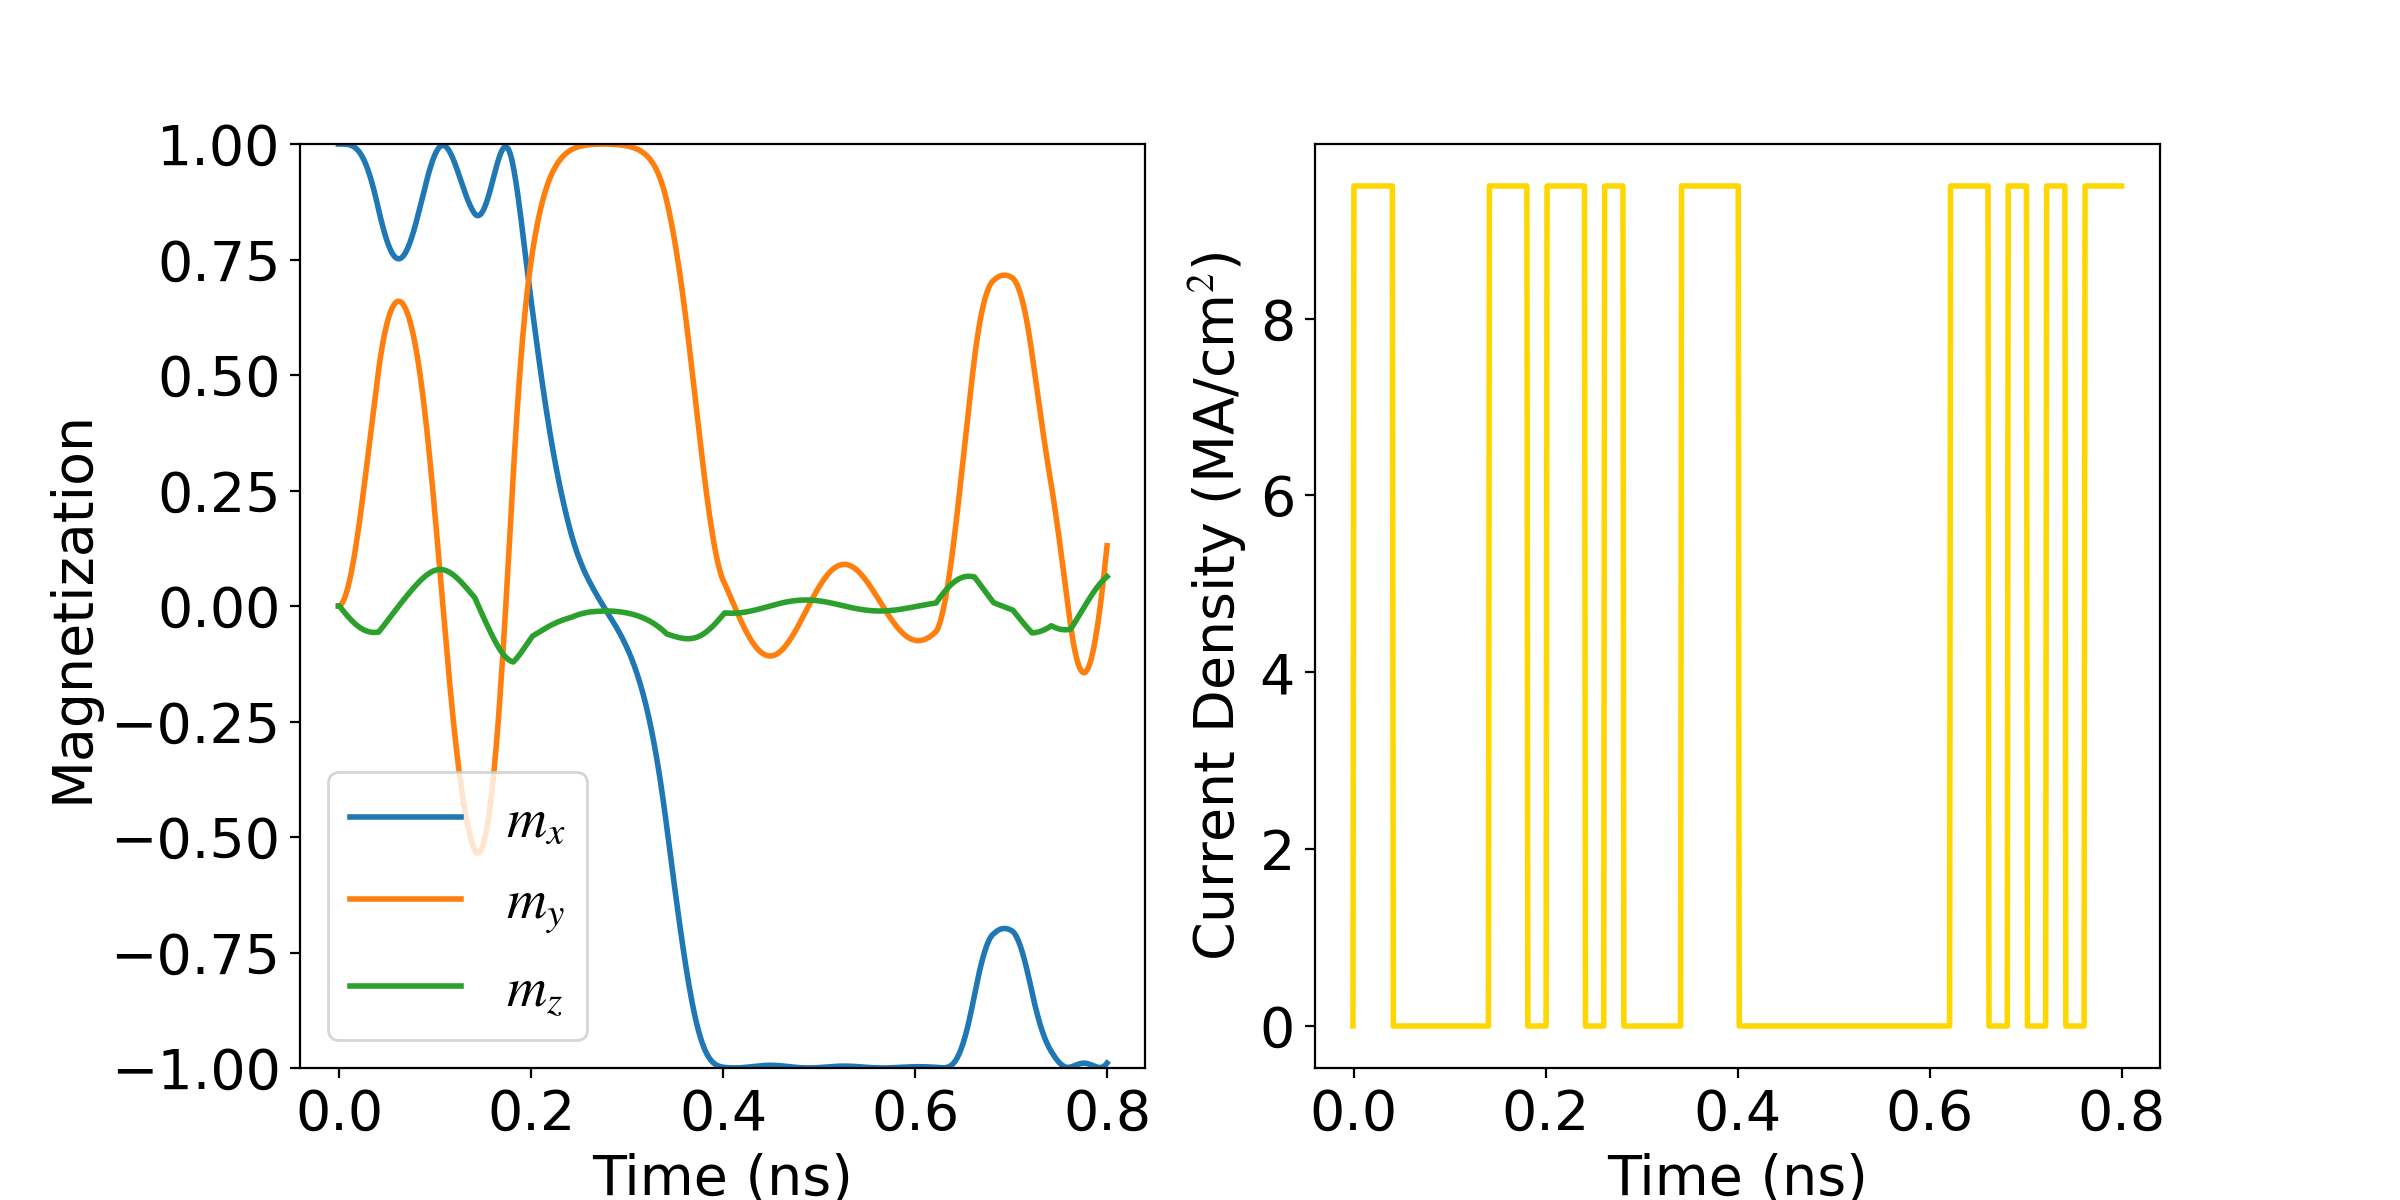 Magnetization
1.00
0.75
0.50
0.25
0.00
−0.25
−0.50
−0.75
−1.00
m_x
m_y
m_z
0.0 0.2 0.4 0.6 0.8
Time (ns)
Current Density (MA/cm²)
8
6
4
2
0
0.0 0.2 0.4 0.6 0.8
Time (ns)